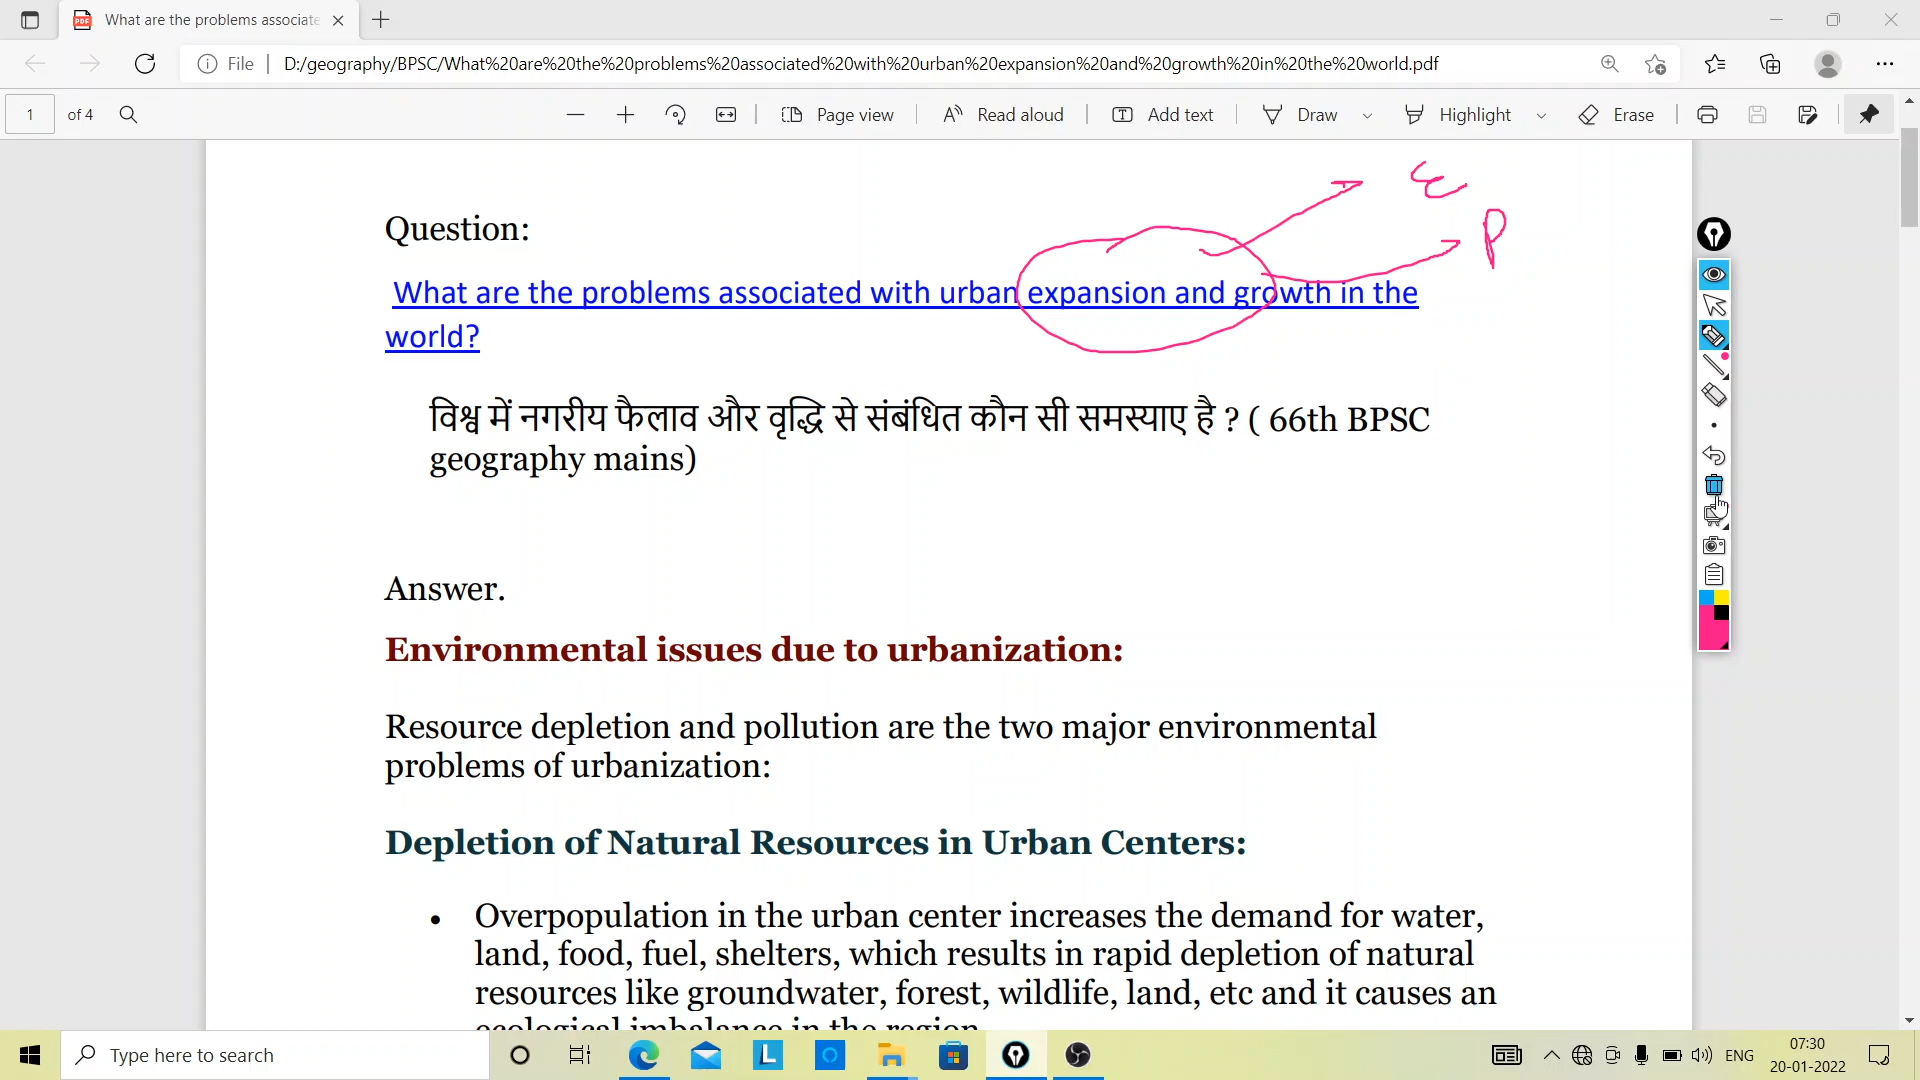 What are the problems associate
File
D:/geography/BPSC/What%20are%20the%20problems%20associated%20with%20urban%20expansion%20and%20growth%20in%20the%20world.pdf
1 of 4
Page view
Read aloud
Add text
Draw
Highlight
Erase
E
P
Question:
What are the problems associated with urban expansion and growth in the
world?
विश्व में नगरीय फैलाव और वृद्धि से संबंधित कौन सी समस्याए है ? ( 66th BPSC
geography mains)
Answer.
Environmental issues due to urbanization:
Resource depletion and pollution are the two major environmental
problems of urbanization:
Depletion of Natural Resources in Urban Centers:
• Overpopulation in the urban center increases the demand for water,
land, food, fuel, shelters, which results in rapid depletion of natural
resources like groundwater, forest, wildlife, land, etc and it causes an
ecological imbalance in the region
Type here to search
ENG
07:30
20-01-2022